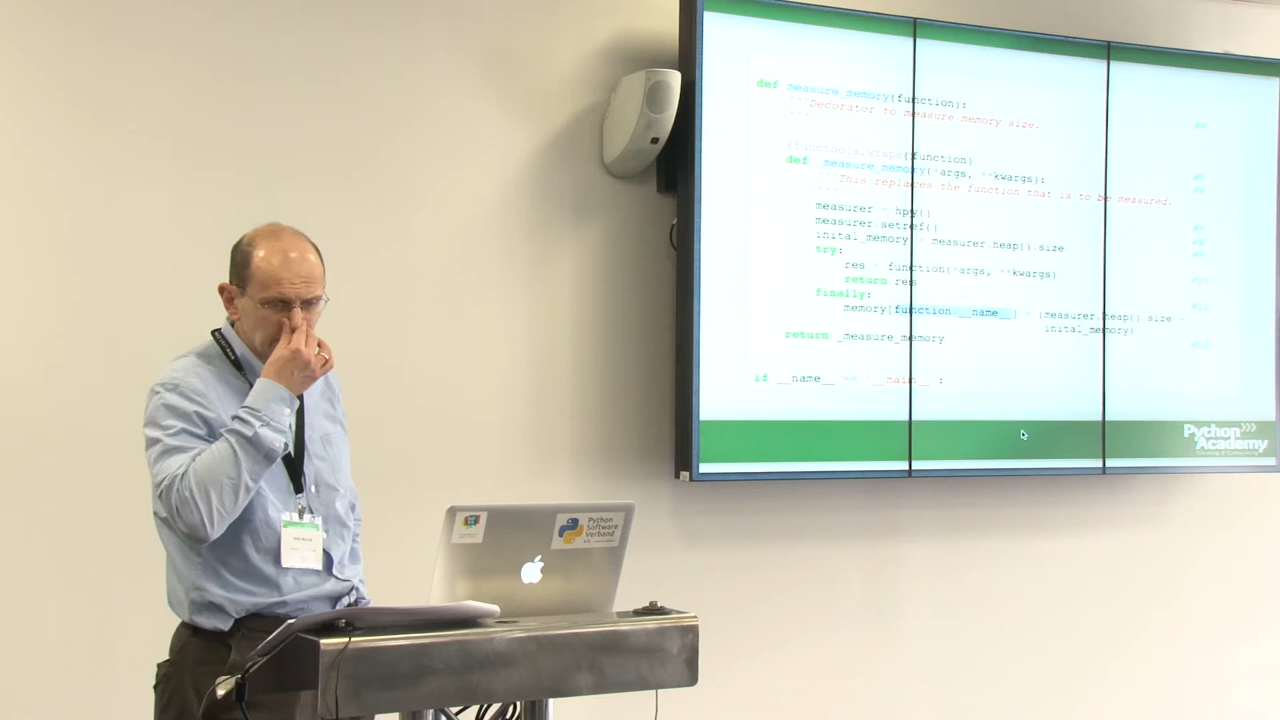 def measure_memory(function):
"""Decorator to measure memory size.
"""
@functools.wraps(function)
def _measure_memory(*args, **kwargs):
"""This replaces the function that is to be measured.
"""
measurer = hpy()
measurer.setref()
inital_memory = measurer.heap().size
try:
res = function(*args, **kwargs)
return res
finally:
memory[function.__name__] = (measurer.heap().size -
inital_memory)
return _measure_memory
if __name__ == '__main__':
Python
Academy
Python
Software
Verband